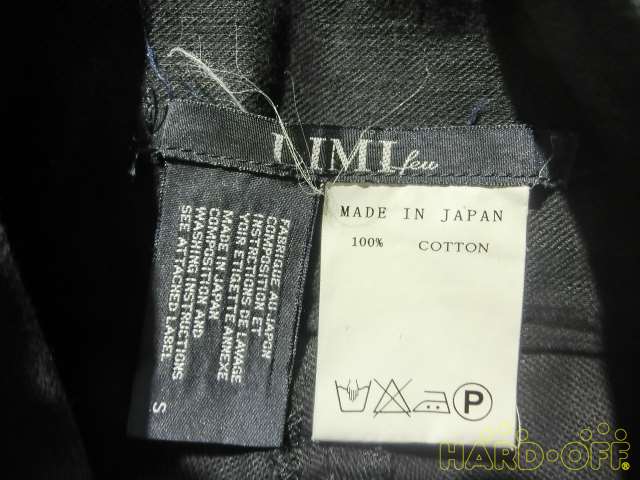 LIMI feu
MADE IN JAPAN
100% COTTON
P
FABRIQUE AU JAPON
COMPOSITION ET
INSTRUCTIONS DE LAVAGE
VOIR ETIQUETTE ANNEXE
MADE IN JAPAN
COMPOSITION AND
WASHING INSTRUCTIONS
SEE ATTACHED LABEL
S
HARD·OFF®